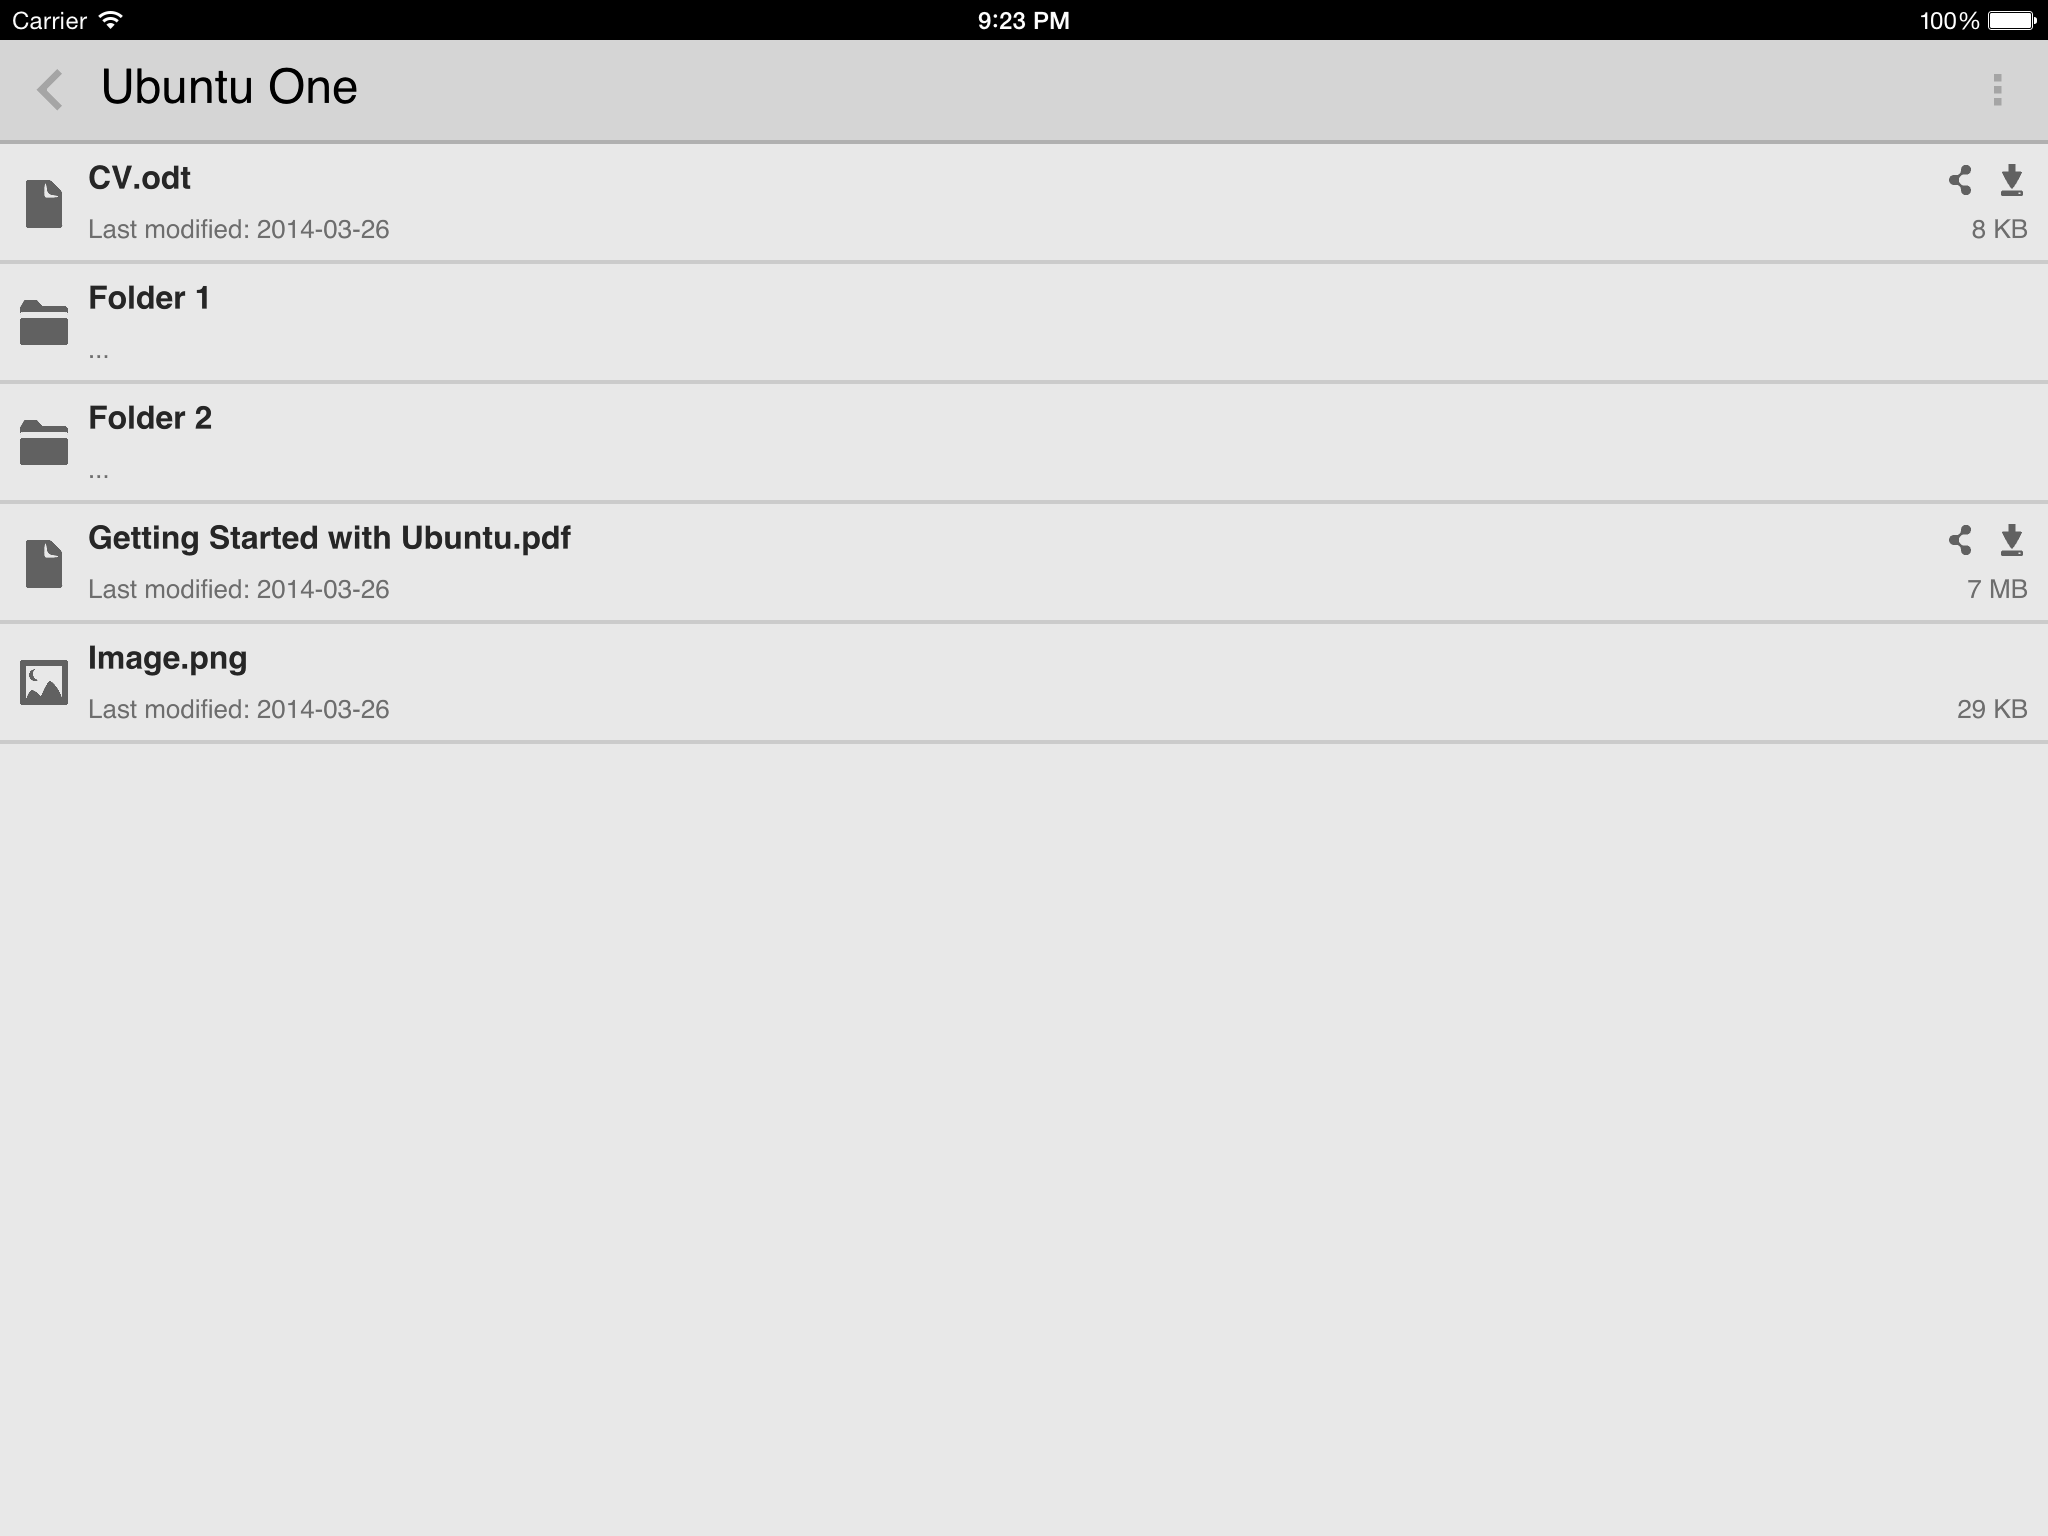 Carrier 9:23 PM 100%
Ubuntu One
CV.odt
Last modified: 2014-03-26 8 KB
Folder 1
...
Folder 2
...
Getting Started with Ubuntu.pdf
Last modified: 2014-03-26 7 MB
Image.png
Last modified: 2014-03-26 29 KB